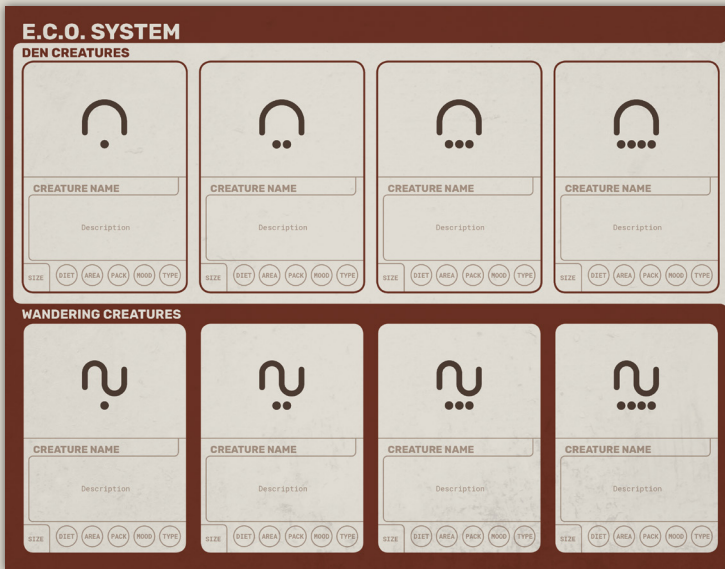 E.C.O. SYSTEM
DEN CREATURES
CREATURE NAME CREATURE NAME CREATURE NAME CREATURE NAME
Description Description Description Description
SIZE DIET AREA PACK MOOD TYPE SIZE DIET AREA PACK MOOD TYPE SIZE DIET AREA PACK MOOD TYPE SIZE DIET AREA PACK MOOD TYPE
WANDERING CREATURES
CREATURE NAME CREATURE NAME CREATURE NAME CREATURE NAME
Description Description Description Description
SIZE DIET AREA PACK MOOD TYPE SIZE DIET AREA PACK MOOD TYPE SIZE DIET AREA PACK MOOD TYPE SIZE DIET AREA PACK MOOD TYPE